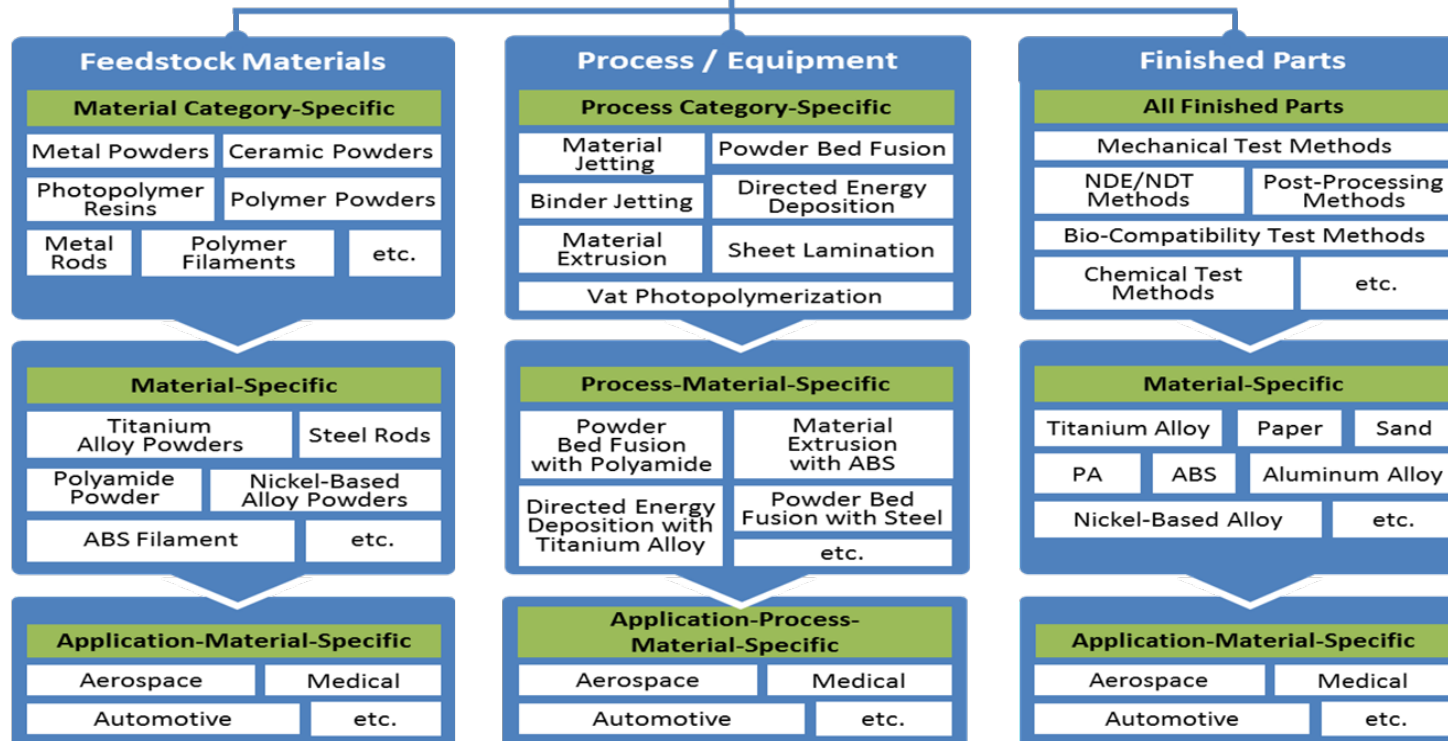 Feedstock Materials
Material Category-Specific
Metal Powders
Ceramic Powders
Photopolymer
Resins
Polymer Powders
Metal
Rods
Polymer
Filaments
etc.
Material-Specific
Titanium
Alloy Powders
Steel Rods
Polyamide
Powder
Nickel-Based
Alloy Powders
ABS Filament
etc.
Application-Material-Specific
Aerospace
Medical
Automotive
etc.
Process / Equipment
Process Category-Specific
Material
Jetting
Powder Bed Fusion
Binder Jetting
Directed Energy
Deposition
Material
Extrusion
Sheet Lamination
Vat Photopolymerization
Process-Material-Specific
Powder
Bed Fusion
with Polyamide
Material
Extrusion
with ABS
Directed Energy
Deposition with
Titanium Alloy
Powder Bed
Fusion with Steel
etc.
Application-Process-
Material-Specific
Aerospace
Medical
Automotive
etc.
Finished Parts
All Finished Parts
Mechanical Test Methods
NDE/NDT
Methods
Post-Processing
Methods
Bio-Compatibility Test Methods
Chemical Test
Methods
etc.
Material-Specific
Titanium Alloy
Paper
Sand
PA
ABS
Aluminum Alloy
Nickel-Based Alloy
etc.
Application-Material-Specific
Aerospace
Medical
Automotive
etc.